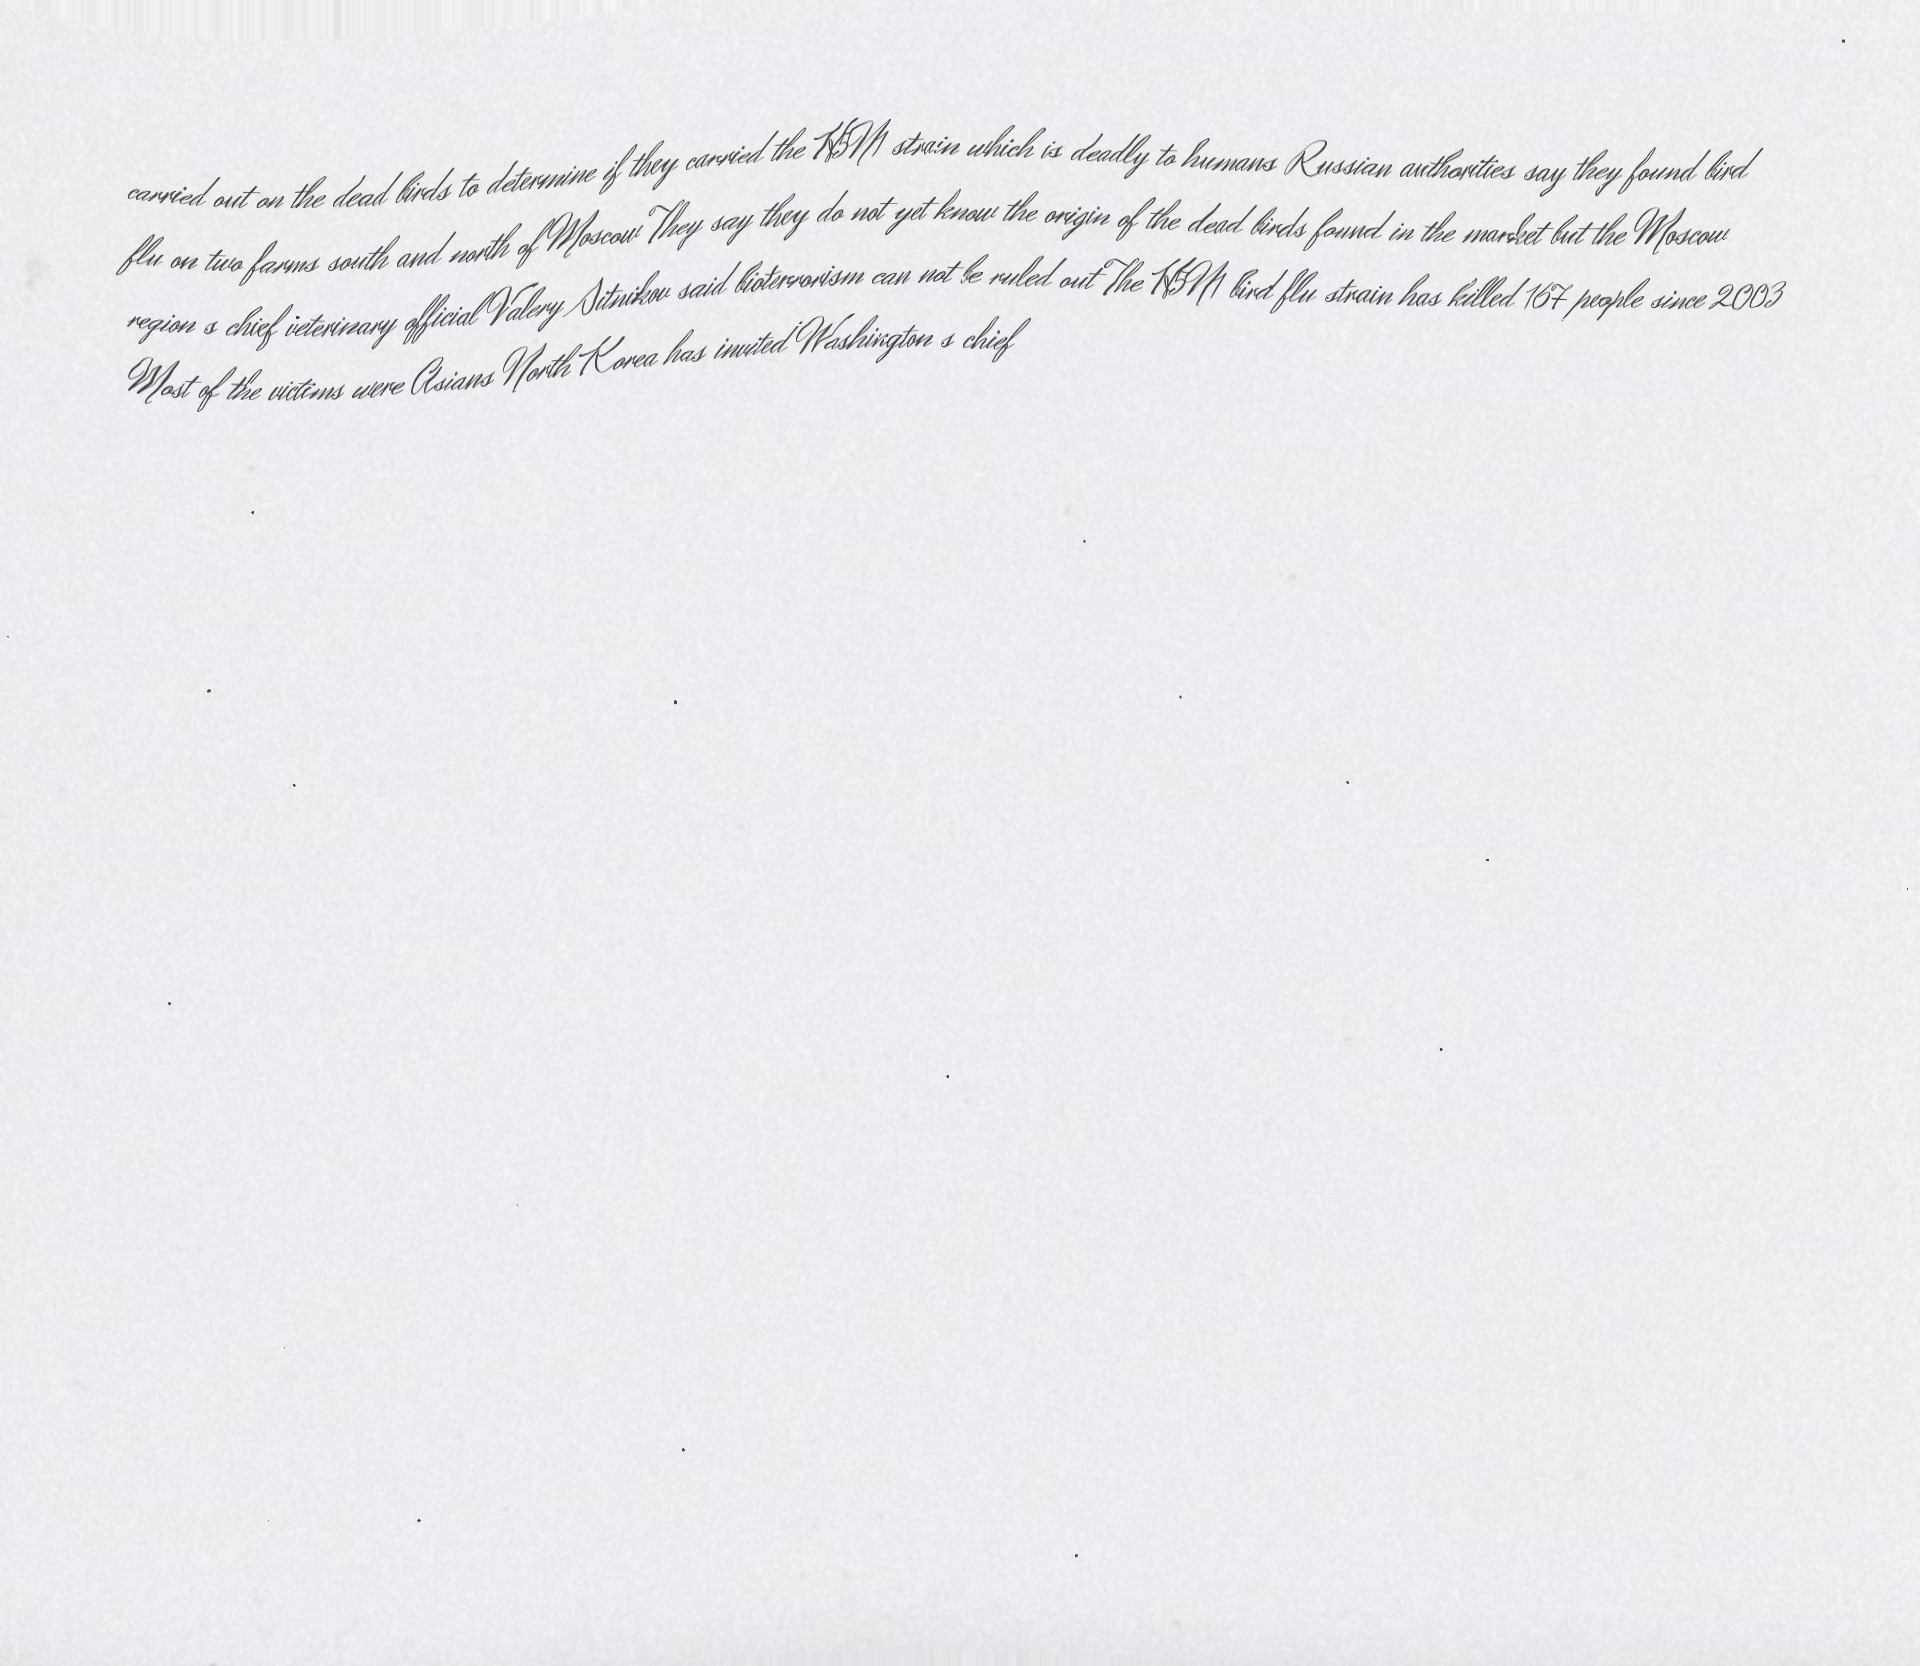 carried out on the dead birds to determine if they carried the H5N1 strain which is deadly to humans Russian authorities say they found bird
flu on two farms south and north of Moscow They say they do not yet know the origin of the dead birds found in the market but the Moscow
region s chief veterinary official Valery Sitnikov said bioterrorism can not be ruled out The H5N1 bird flu strain has killed 167 people since 2003
Most of the victims were Asians North Korea has invited Washington s chief